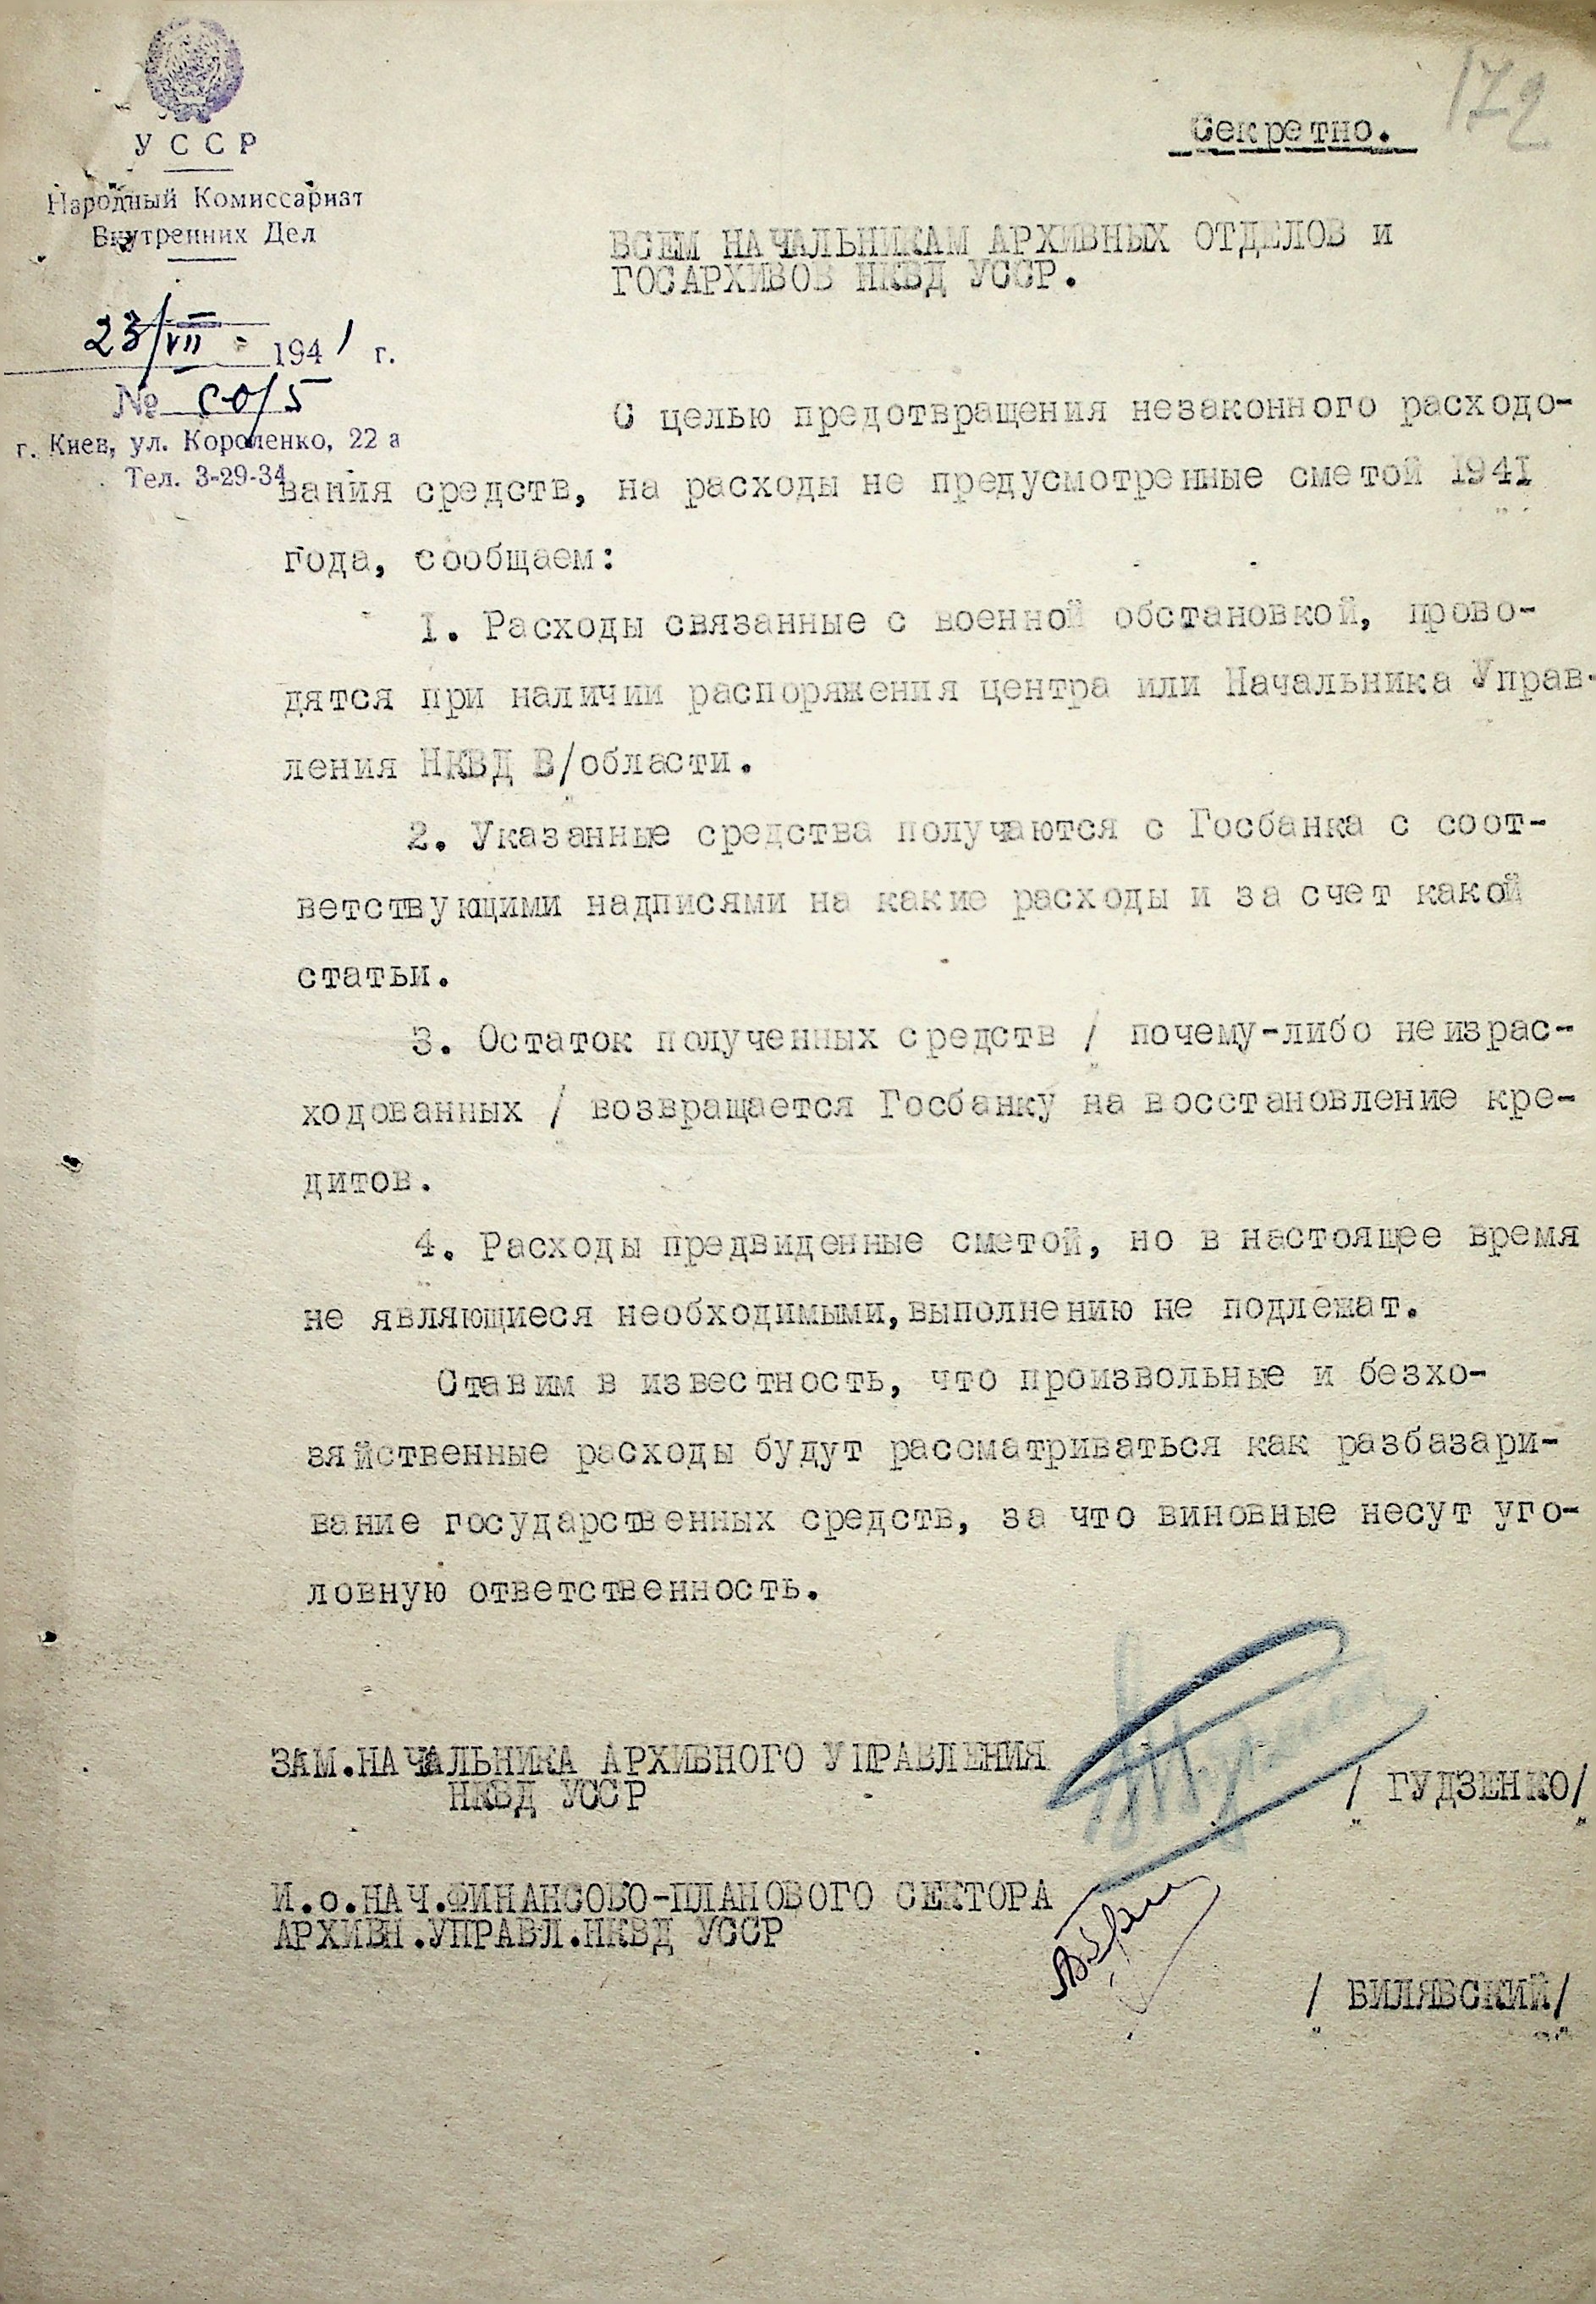 172
Секретно.
УССР
Народный Комиссариат
Внутренних Дел
23/VII 1941 г.
№ со/5
г. Киев, ул. Короленко, 22 а
Тел. 3-29-34
ВСЕМ НАЧАЛЬНИКАМ АРХИВНЫХ ОТДЕЛОВ и
ГОСАРХИВОВ НКВД УССР.
С целью предотвращения незаконного расходо-
вания средств, на расходы не предусмотренные сметой 1941
года, сообщаем:
1. Расходы связанные с военной обстановкой, прово-
дятся при наличии распоряжения центра или Начальника Управ-
ления НКВД В/области.
2. Указанные средства получаются с Госбанка с соот-
ветствующими надписями на какие расходы и за счет какой
статьи.
3. Остаток полученных средств / почему-либо неизрас-
ходованных / возвращается Госбанку на восстановление кре-
дитов.
4. Расходы предвиденные сметой, но в настоящее время
не являющиеся необходимыми, выполнению не подлежат.
Ставим в известность, что произвольные и безхо-
зяйственные расходы будут рассматриваться как разбазари-
вание государственных средств, за что виновные несут уго-
ловную ответственность.
ЗАМ.НАЧАЛЬНИКА АРХИВНОГО УПРАВЛЕНИЯ
НКВД УССР
/ ГУДЗЕНКО/
И.о.НАЧ.ФИНАНСОВО-ПЛАНОВОГО СЕКТОРА
АРХИВН.УПРАВЛ.НКВД УССР
/ БИЛЯВСКИЙ/